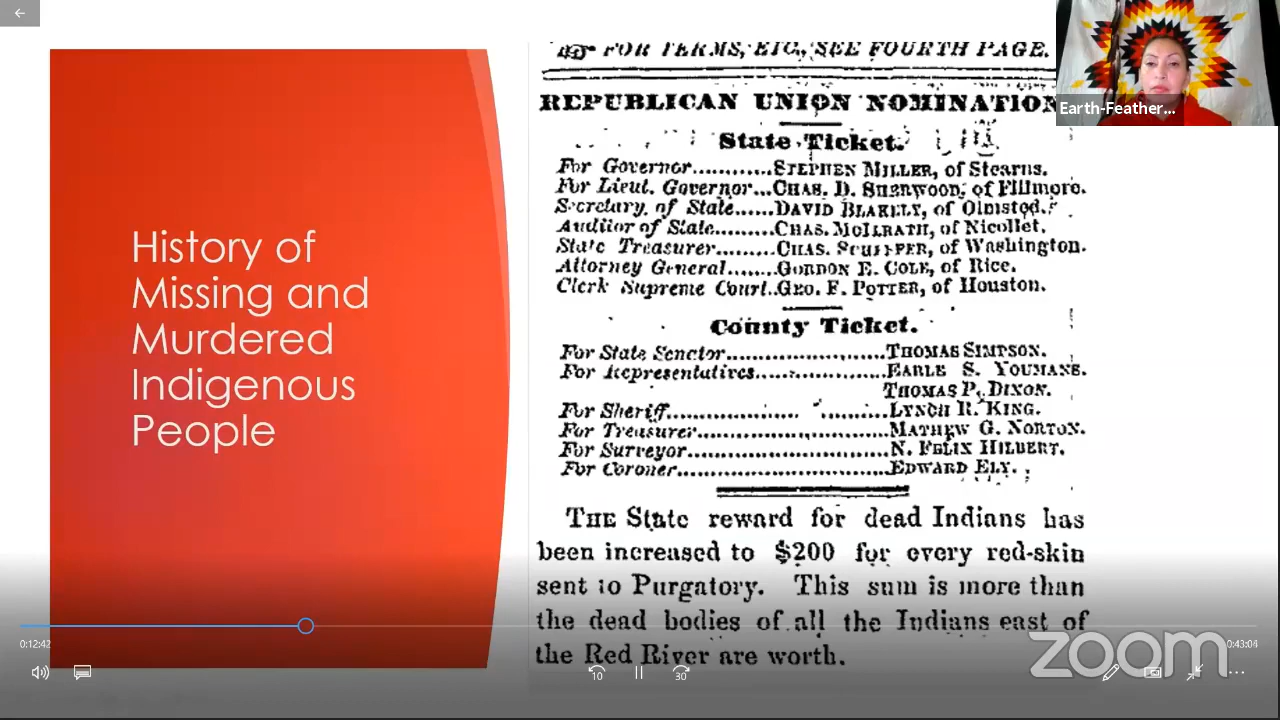 History of
Missing and
Murdered
Indigenous
People
FOR TERMS, ETC., SEE FOURTH PAGE.
REPUBLICAN UNION NOMINATION
State Ticket.
For Governor...........STEPHEN MILLER, of Stearns.
For Lieut. Governor...CHAS. D. SHERWOOD, of Fillmore.
Secretary of State......DAVID BLAKELY, of Olmsted.
Auditor of State.........CHAS. MCILRATH, of Nicollet.
State Treasurer.........CHAS. SCHEFFER, of Washington.
Attorney General.......GORDON E. COLE, of Rice.
Clerk Supreme Court..GEO. F. POTTER, of Houston.
County Ticket.
For State Senator......................THOMAS SIMPSON.
For Representatives..................EARLE S. YOUMANS.
THOMAS P. DIXON.
For Sheriff..............................LYNCH R. KING.
For Treasurer..........................MATHEW G. NORTON.
For Surveyor...........................N. FELIX HILBERT.
For Coroner............................EDWARD ELY.
THE State reward for dead Indians has
been increased to $200 for every red-skin
sent to Purgatory. This sum is more than
the dead bodies of all the Indians east of
the Red River are worth.
Earth-Feather...
zoom
0:12:42
0:43:04
10
30